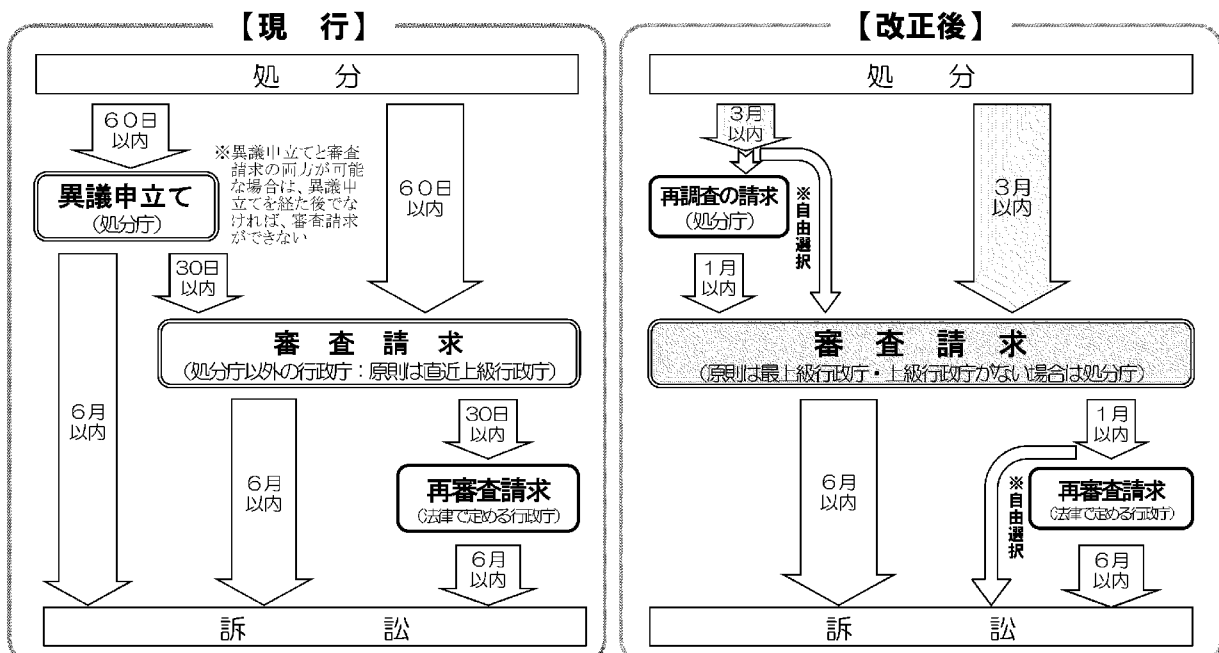 【現　行】
処　分
60日
以内
※異議申立てと審査
請求の両方が可能
な場合は、異議申
立てを経た後でな
ければ、審査請求
ができない
60日以内
異議申立て
(処分庁)
30日
以内
審　査　請　求
(処分庁以外の行政庁：原則は直近上級行政庁)
6月以内
6月以内
30日
以内
再審査請求
(法律で定める行政庁)
6月
以内
訴　　訟
【改正後】
処　分
3月
以内
3月以内
再調査の請求
(処分庁)
※自由選択
1月
以内
審　査　請　求
(原則は最上級行政庁・上級行政庁がない場合は処分庁)
6月以内
1月
以内
※自由選択
再審査請求
(法律で定める行政庁)
6月
以内
訴　　訟